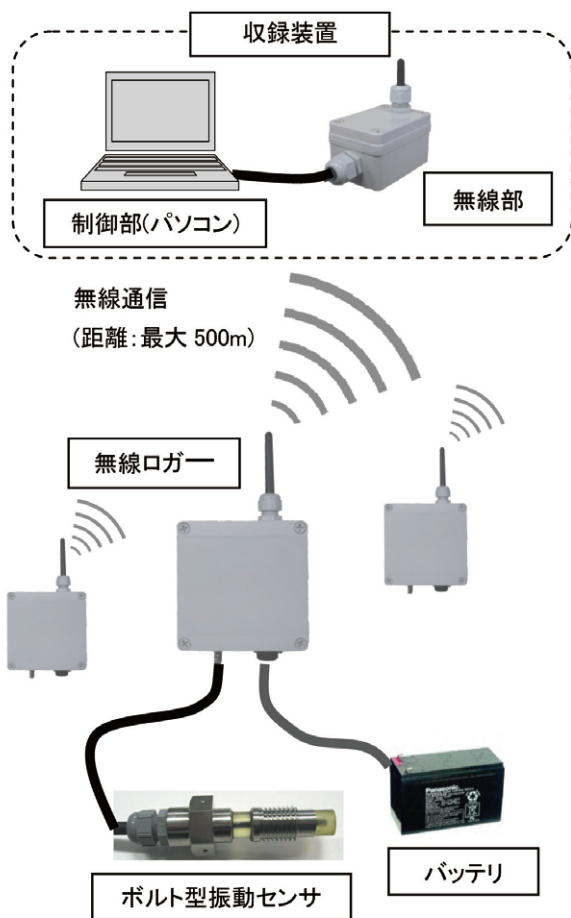 収録装置
制御部(パソコン)
無線部
無線通信
(距離：最大 500m)
無線ロガー
Panasonic
ボルト型振動センサ
バッテリ